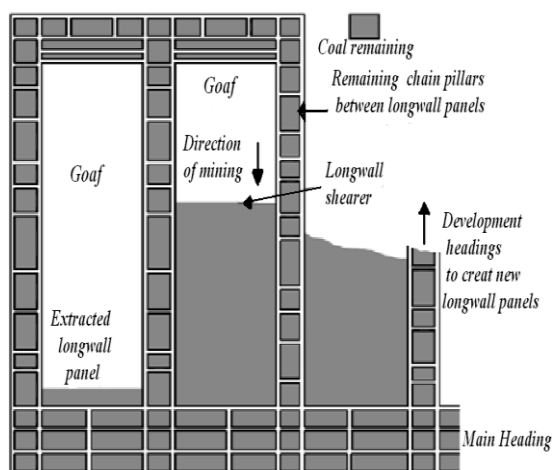 Coal remaining
Remaining chain pillars
between longwall panels
Goaf
Direction
of mining
Longwall
shearer
Goaf
Development
headings
to creat new
longwall panels
Extracted
longwall
panel
Main Heading